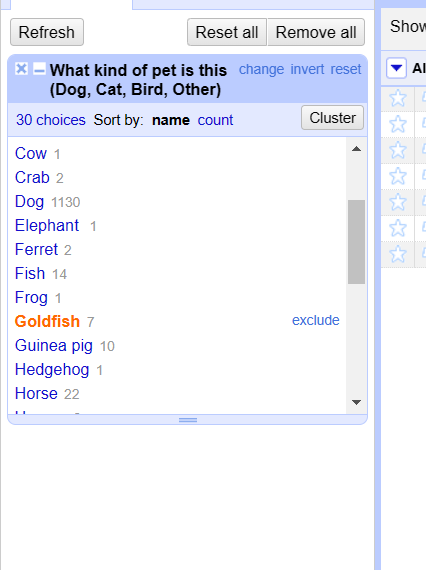 Refresh Reset all Remove all
Show
What kind of pet is this (Dog, Cat, Bird, Other) change invert reset
30 choices Sort by: name count Cluster
Cow 1
Crab 2
Dog 1130
Elephant 1
Ferret 2
Fish 14
Frog 1
Goldfish 7 exclude
Guinea pig 10
Hedgehog 1
Horse 22